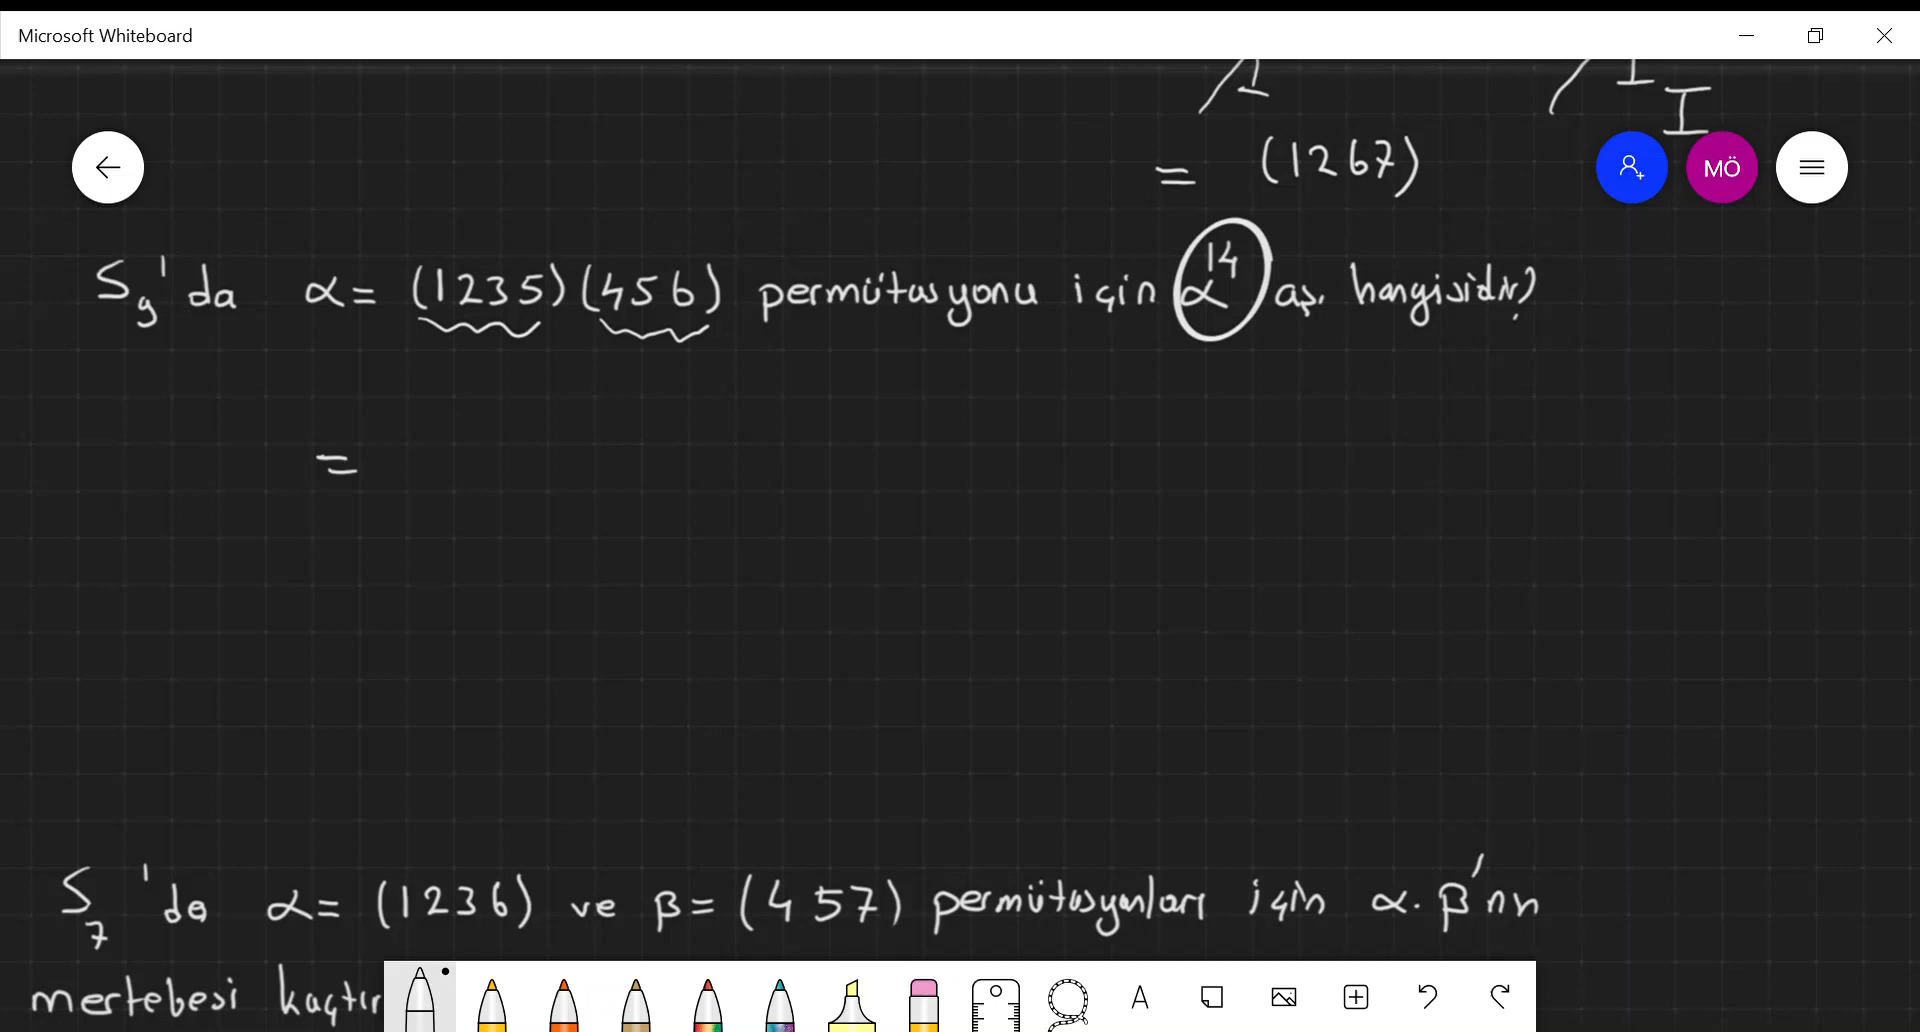 Microsoft Whiteboard
= (1267)
MÖ
S₉'da α= (1235)(456) permütasyonu için α¹⁴ aş. hangisidir?
=
S₇'de α= (1236) ve β= (457) permütasyonları için α.β'nın
mertebesi kaçtır